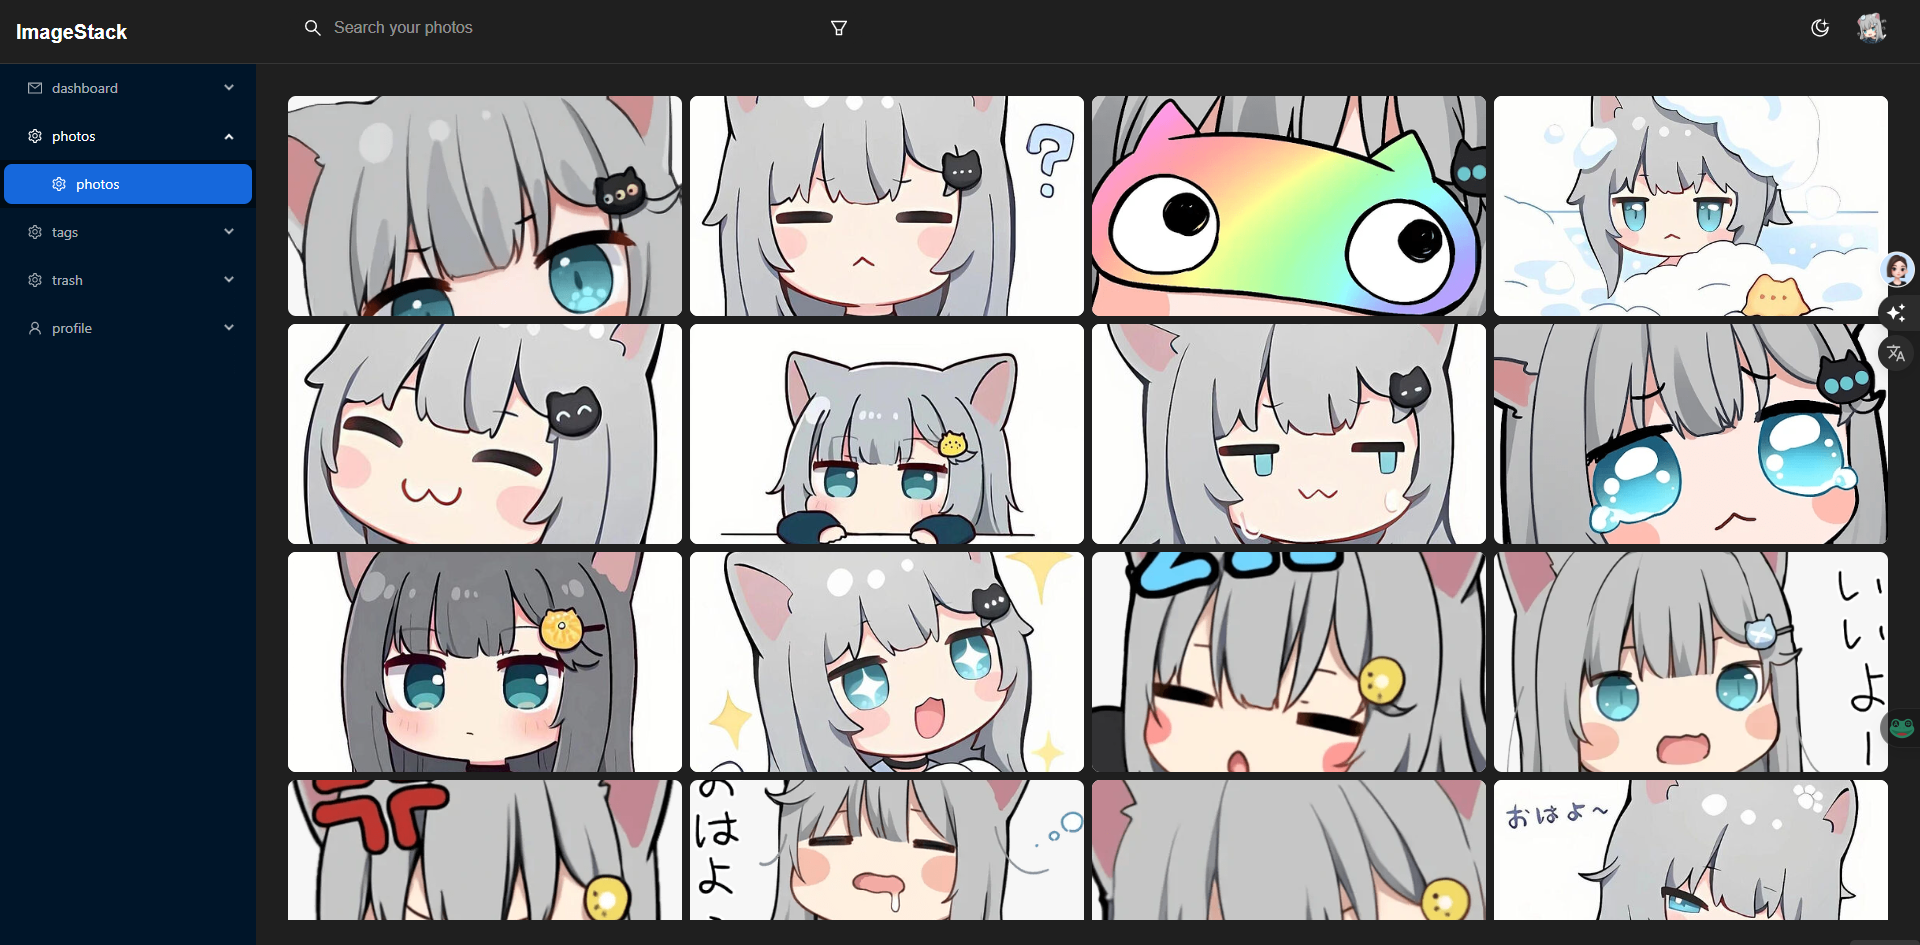 ImageStack
Search your photos
dashboard
photos
photos
tags
trash
profile
?
いいよー
おはよ
おはよ~